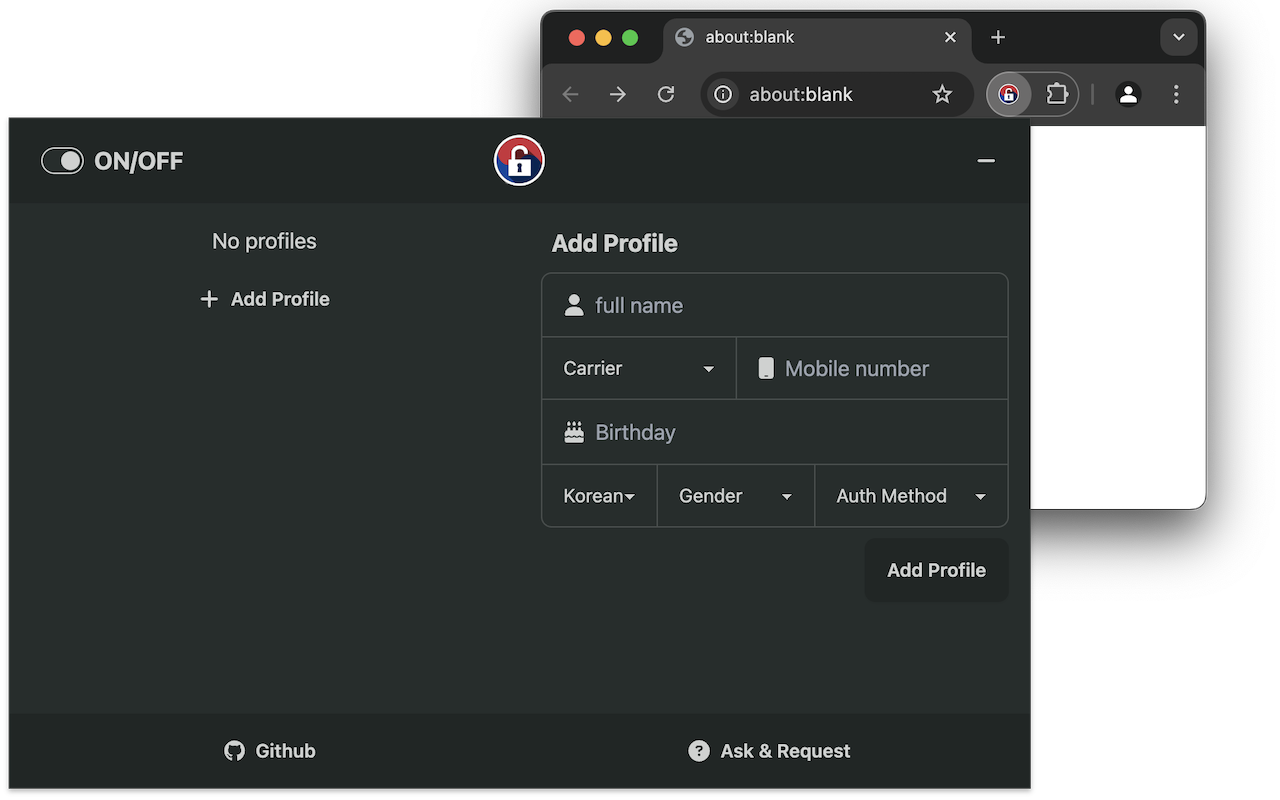 about:blank
about:blank
ON/OFF
No profiles
Add Profile
Add Profile
full name
Carrier
Mobile number
Birthday
Korean
Gender
Auth Method
Add Profile
Github
Ask & Request